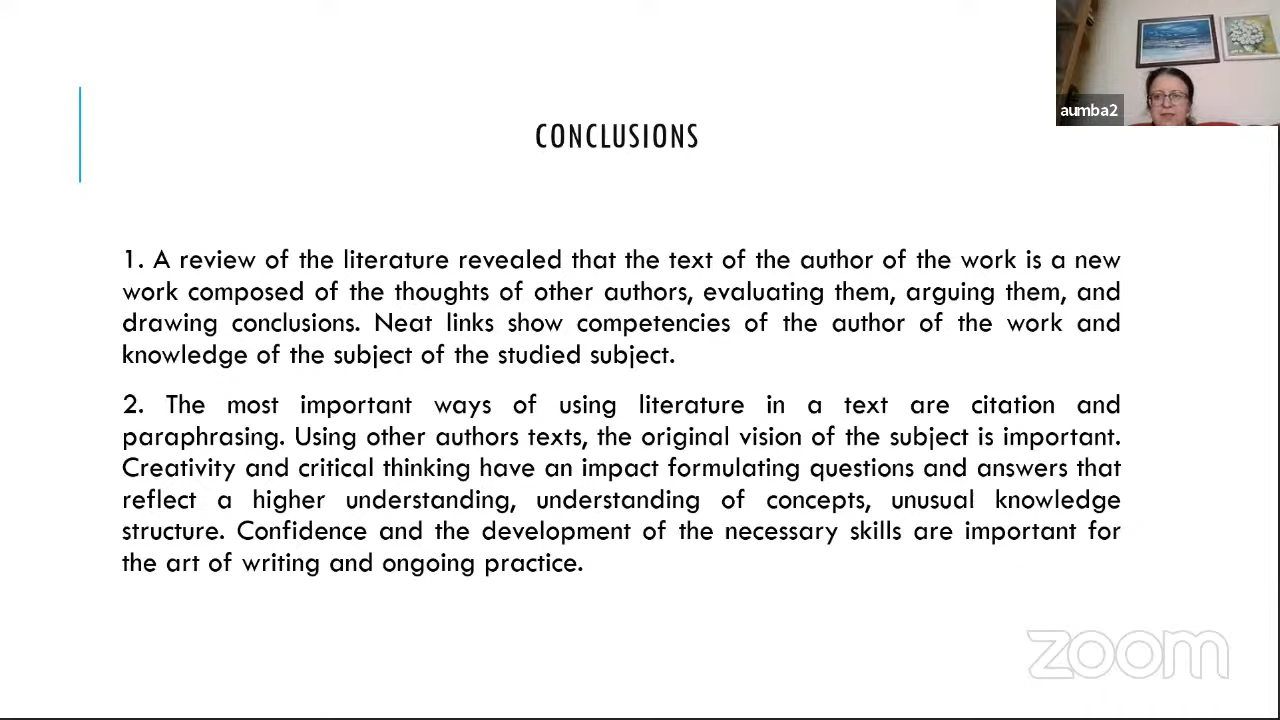 aumba2
CONCLUSIONS
1. A review of the literature revealed that the text of the author of the work is a new
work composed of the thoughts of other authors, evaluating them, arguing them, and
drawing conclusions. Neat links show competencies of the author of the work and
knowledge of the subject of the studied subject.
2. The most important ways of using literature in a text are citation and
paraphrasing. Using other authors texts, the original vision of the subject is important.
Creativity and critical thinking have an impact formulating questions and answers that
reflect a higher understanding, understanding of concepts, unusual knowledge
structure. Confidence and the development of the necessary skills are important for
the art of writing and ongoing practice.
zoom